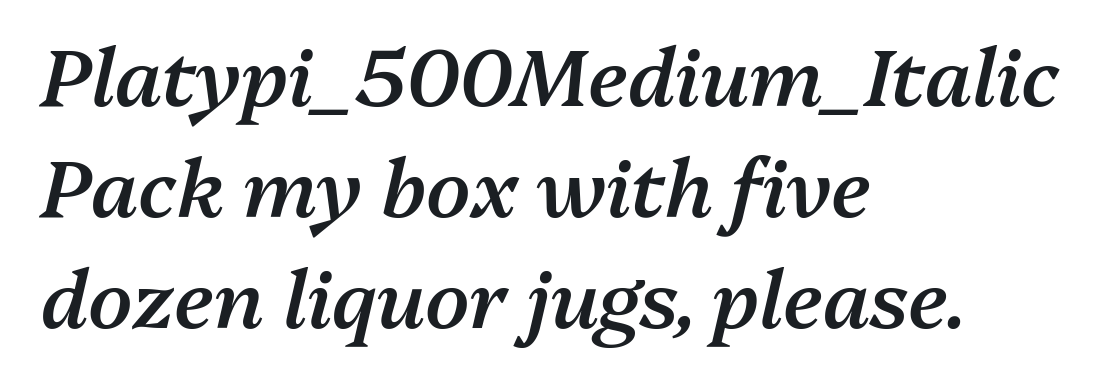 Platypi_500Medium_Italic
Pack my box with five
dozen liquor jugs, please.